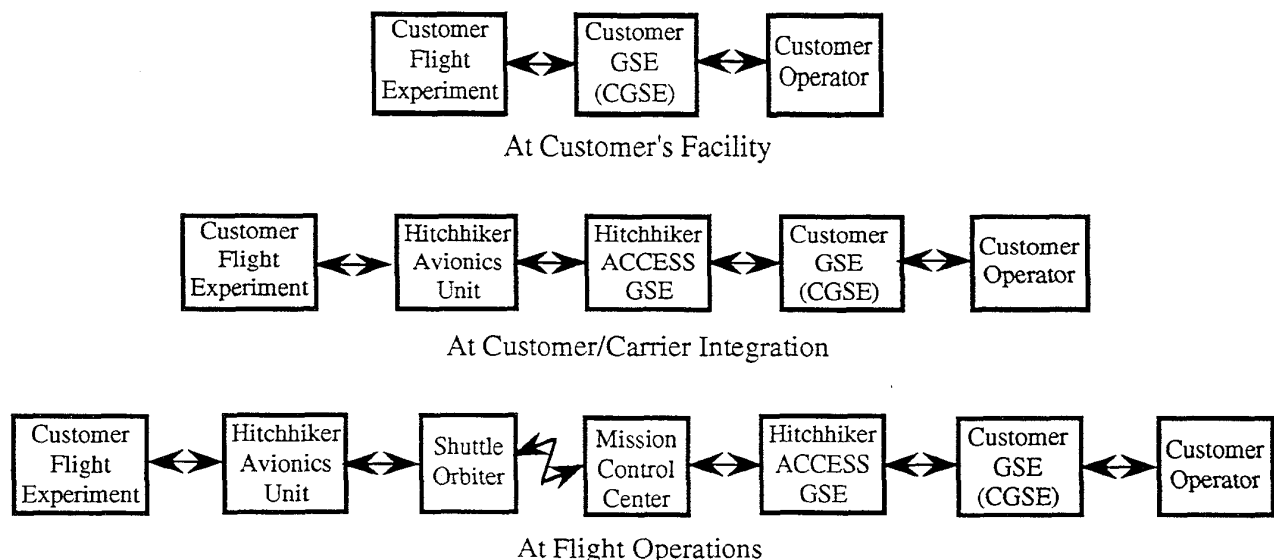 Customer
Flight
Experiment
Customer
GSE
(CGSE)
Customer
Operator
At Customer's Facility
Customer
Flight
Experiment
Hitchhiker
Avionics
Unit
Hitchhiker
ACCESS
GSE
Customer
GSE
(CGSE)
Customer
Operator
At Customer/Carrier Integration
Customer
Flight
Experiment
Hitchhiker
Avionics
Unit
Shuttle
Orbiter
Mission
Control
Center
Hitchhiker
ACCESS
GSE
Customer
GSE
(CGSE)
Customer
Operator
At Flight Operations